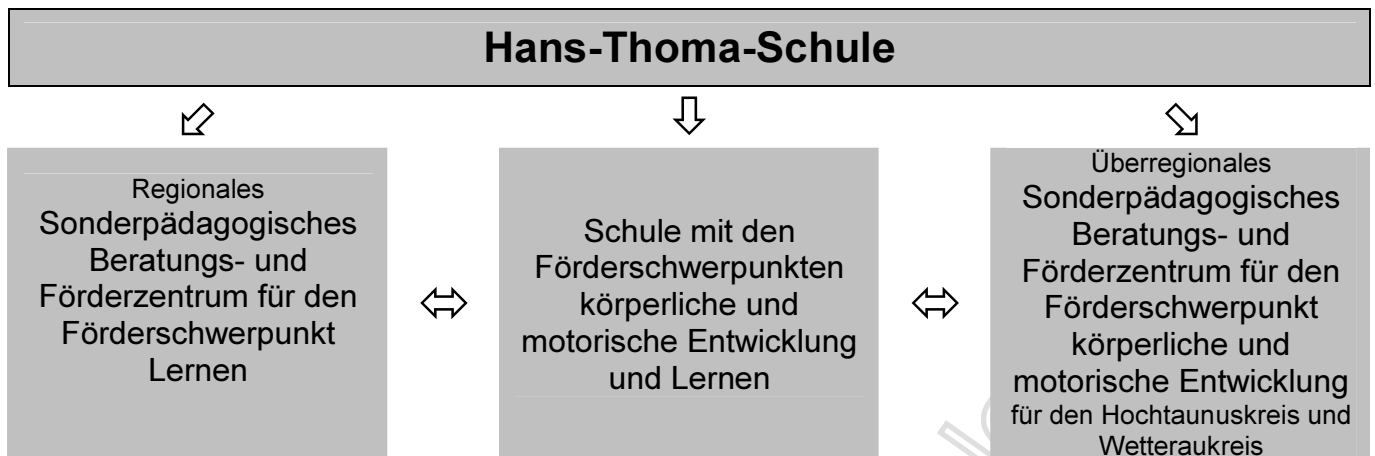 Hans-Thoma-Schule
Regionales
Sonderpädagogisches
Beratungs- und
Förderzentrum für den
Förderschwerpunkt
Lernen
Schule mit den
Förderschwerpunkten
körperliche und
motorische Entwicklung
und Lernen
Überregionales
Sonderpädagogisches
Beratungs- und
Förderzentrum für den
Förderschwerpunkt
körperliche und
motorische Entwicklung
für den Hochtaunuskreis und
Wetteraukreis